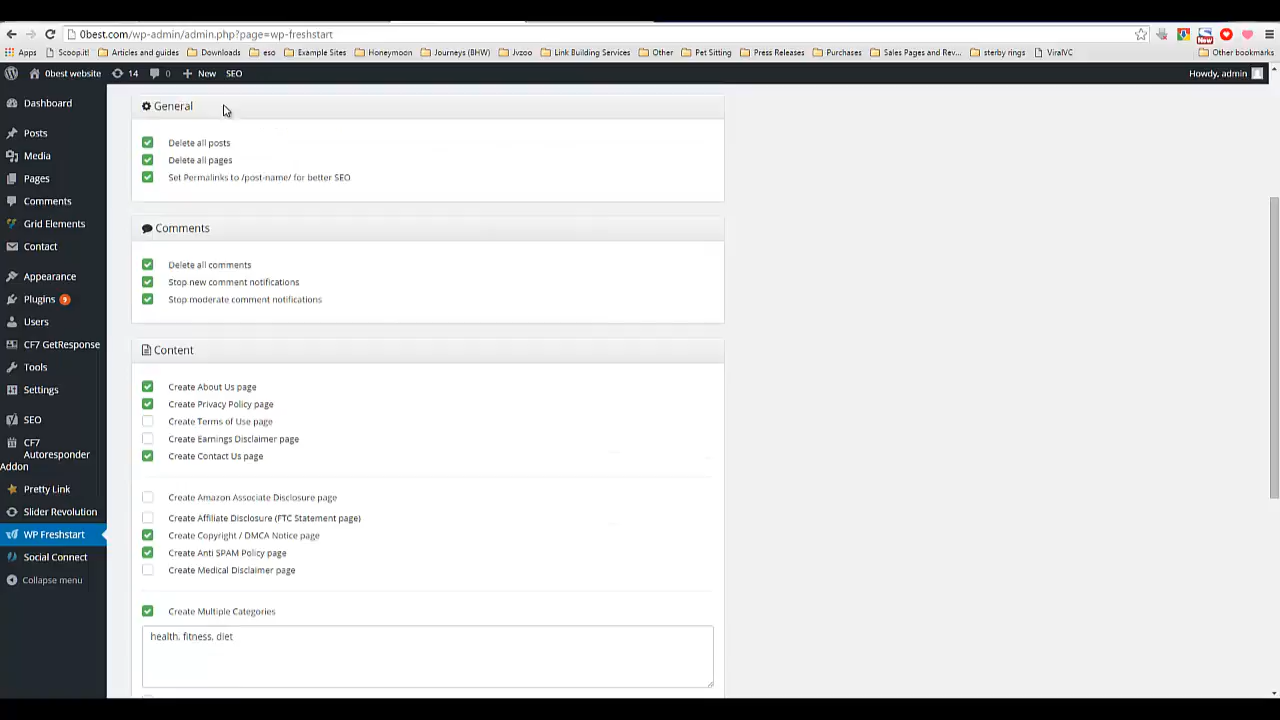 0best.com/wp-admin/admin.php?page=wp-freshstart
Apps Scoop.it! Articles and guides Downloads eso Example Sites Honeymoon Journeys (BHW) Jvzoo Link Building Services Other Pet Sitting Press Releases Purchases Sales Pages and Rev... sterby rings ViralVC Other bookmarks
New
0best website 14 0 New SEO Howdy, admin
Dashboard
Posts
Media
Pages
Comments
Grid Elements
Contact
Appearance
Plugins 9
Users
CF7 GetResponse
Tools
Settings
SEO
CF7
Autoresponder
Addon
Pretty Link
Slider Revolution
WP Freshstart
Social Connect
Collapse menu
General
Delete all posts
Delete all pages
Set Permalinks to /post-name/ for better SEO
Comments
Delete all comments
Stop new comment notifications
Stop moderate comment notifications
Content
Create About Us page
Create Privacy Policy page
Create Terms of Use page
Create Earnings Disclaimer page
Create Contact Us page
Create Amazon Associate Disclosure page
Create Affiliate Disclosure (FTC Statement page)
Create Copyright / DMCA Notice page
Create Anti SPAM Policy page
Create Medical Disclaimer page
Create Multiple Categories
health, fitness, diet